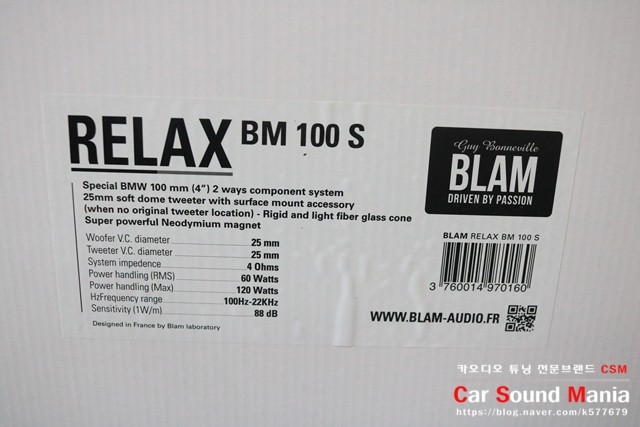 RELAX BM 100 S
Special BMW 100 mm (4") 2 ways component system
25mm soft dome tweeter with surface mount accessory
(when no original tweeter location) - Rigid and light fiber glass cone
Super powerful Neodymium magnet
Woofer V.C. diameter 25 mm
Tweeter V.C. diameter 25 mm
System impedence 4 Ohms
Power handling (RMS) 60 Watts
Power handling (Max) 120 Watts
HzFrequency range 100Hz-22KHz
Sensitivity (1W/m) 88 dB
Designed in France by Blam laboratory
Guy Bonneville
BLAM
DRIVEN BY PASSION
BLAM RELAX BM 100 S
3 760014 970160
WWW.BLAM-AUDIO.FR
카오디오 튜닝 전문브랜드 CSM
Car Sound Mania
https://blog.naver.com/k577679